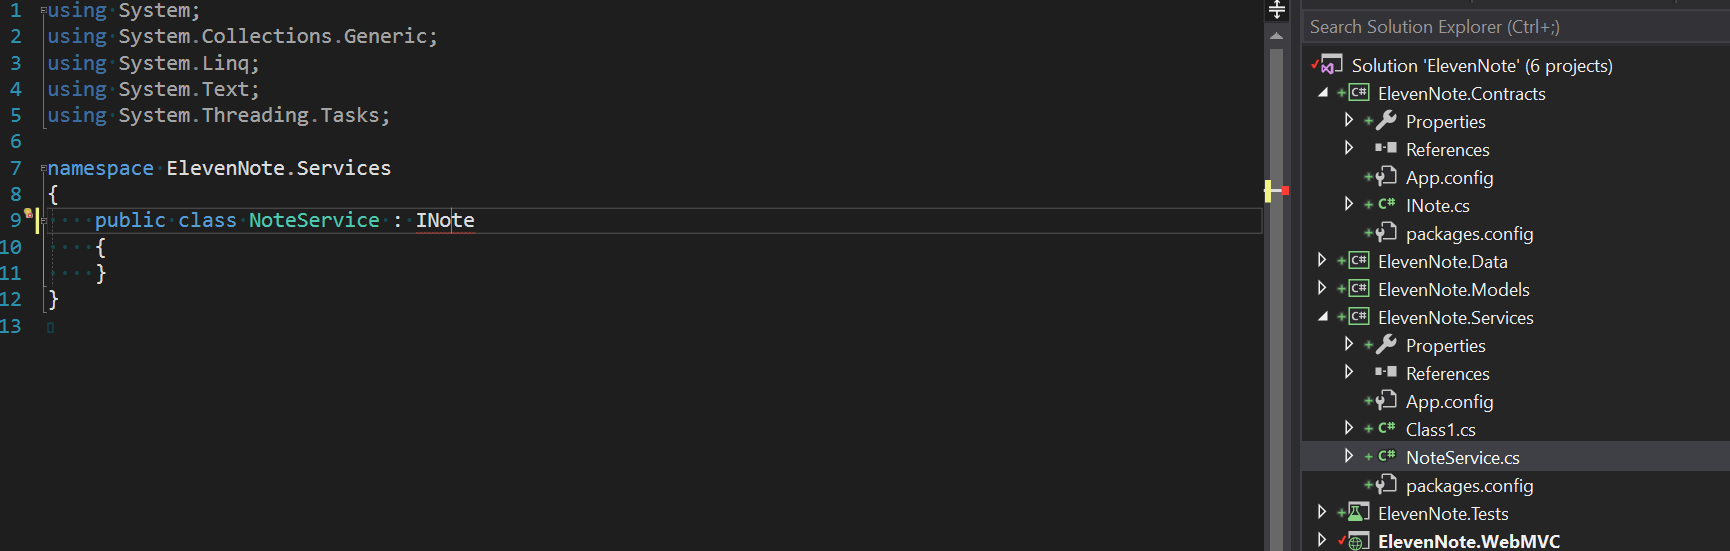 1 using System;
2 using System.Collections.Generic;
3 using System.Linq;
4 using System.Text;
5 using System.Threading.Tasks;
6
7 namespace ElevenNote.Services
8 {
9 public class NoteService : INote
10 {
11 }
12 }
13
Search Solution Explorer (Ctrl+;)
Solution 'ElevenNote' (6 projects)
C# ElevenNote.Contracts
Properties
References
App.config
C# INote.cs
packages.config
C# ElevenNote.Data
C# ElevenNote.Models
C# ElevenNote.Services
Properties
References
App.config
C# Class1.cs
C# NoteService.cs
packages.config
ElevenNote.Tests
ElevenNote.WebMVC